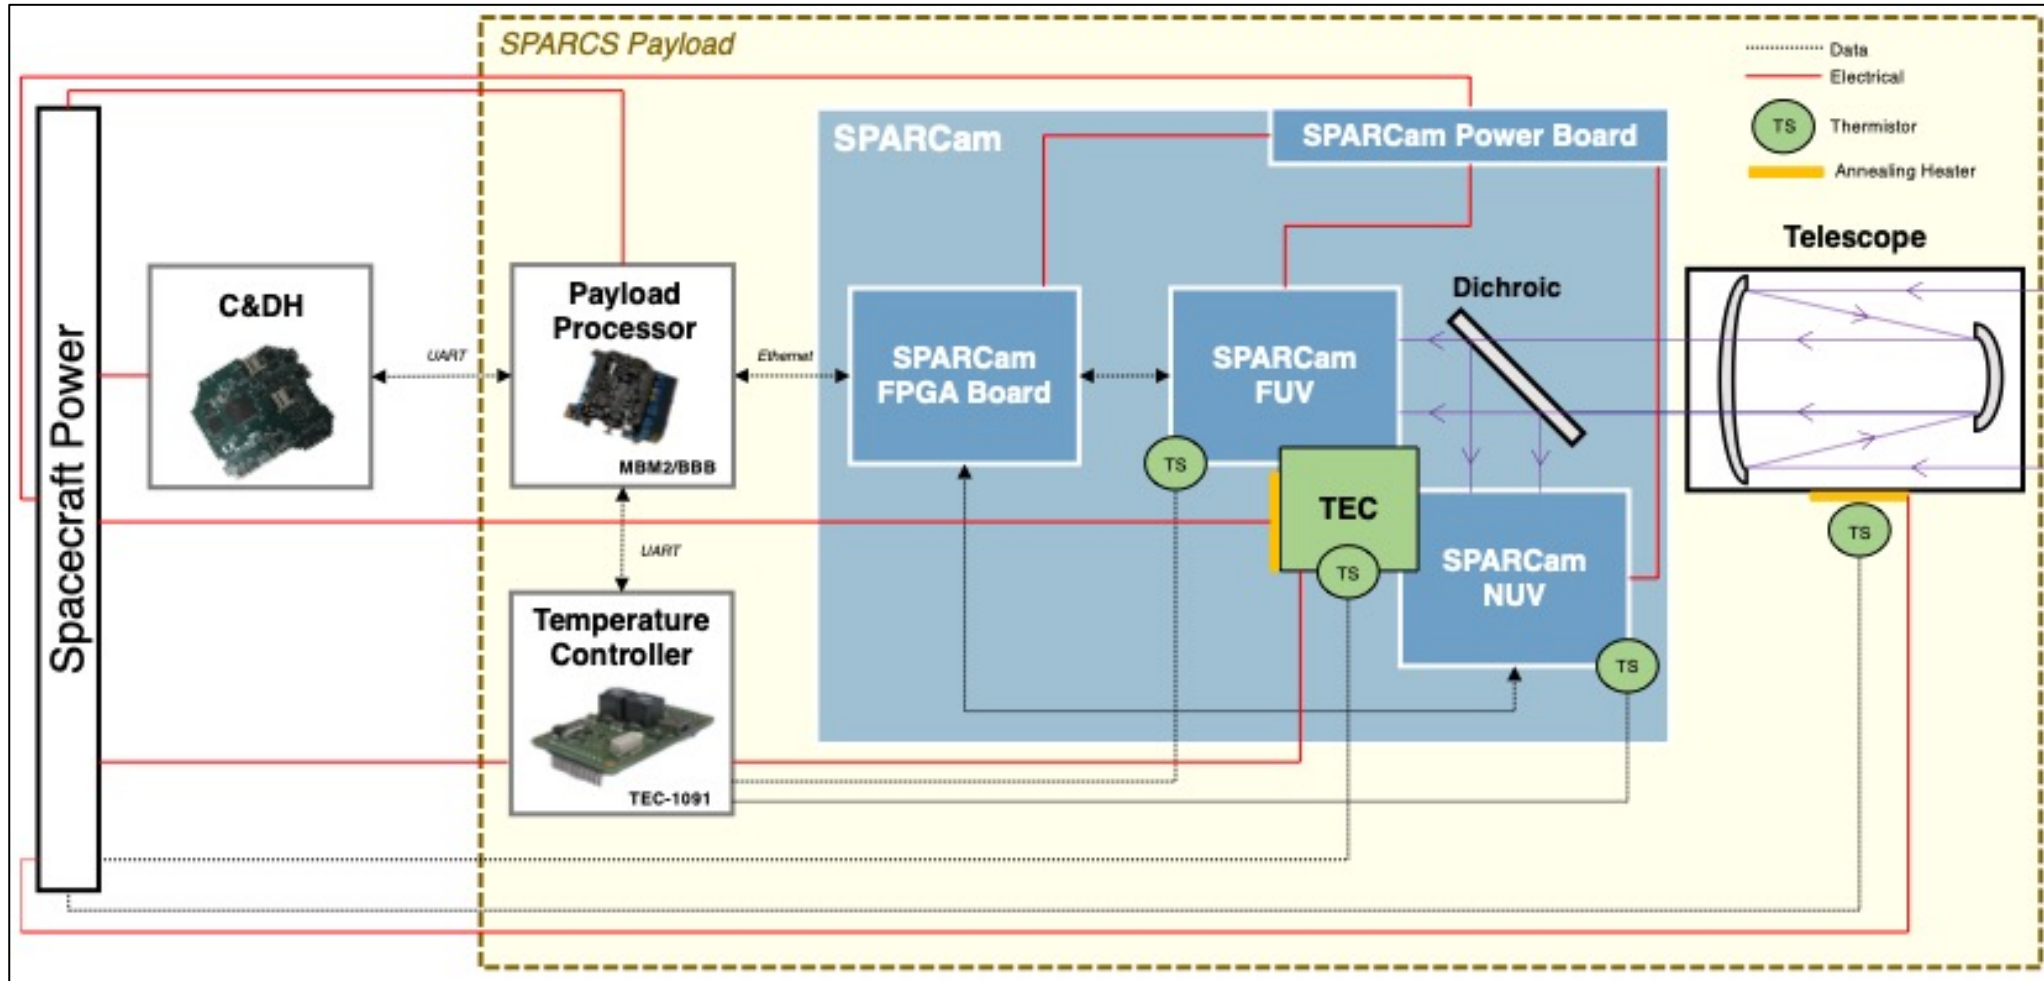 SPARCS Payload
Data
Electrical
TS
Thermistor
Annealing Heater
SPARCam
SPARCam Power Board
Telescope
Spacecraft Power
C&DH
UART
Payload
Processor
MBM2/BBB
Ethernet
SPARCam
FPGA Board
SPARCam
FUV
Dichroic
TS
TEC
TS
TS
SPARCam
NUV
TS
UART
Temperature
Controller
TEC-1091